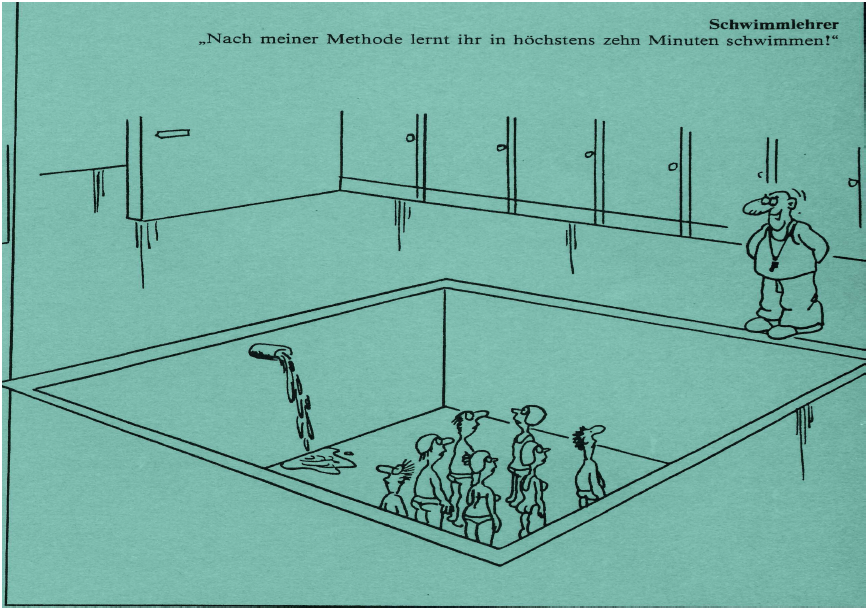 Schwimmlehrer
„Nach meiner Methode lernt ihr in höchstens zehn Minuten schwimmen!“